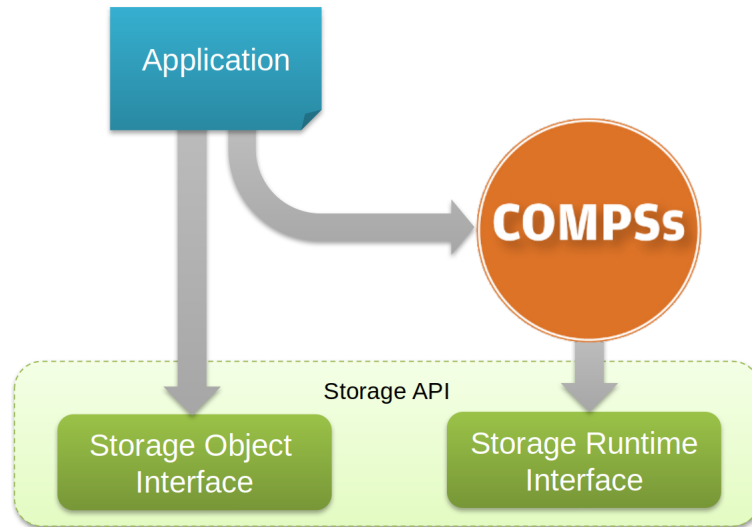 Application
COMPSs
Storage API
Storage Object
Interface
Storage Runtime
Interface